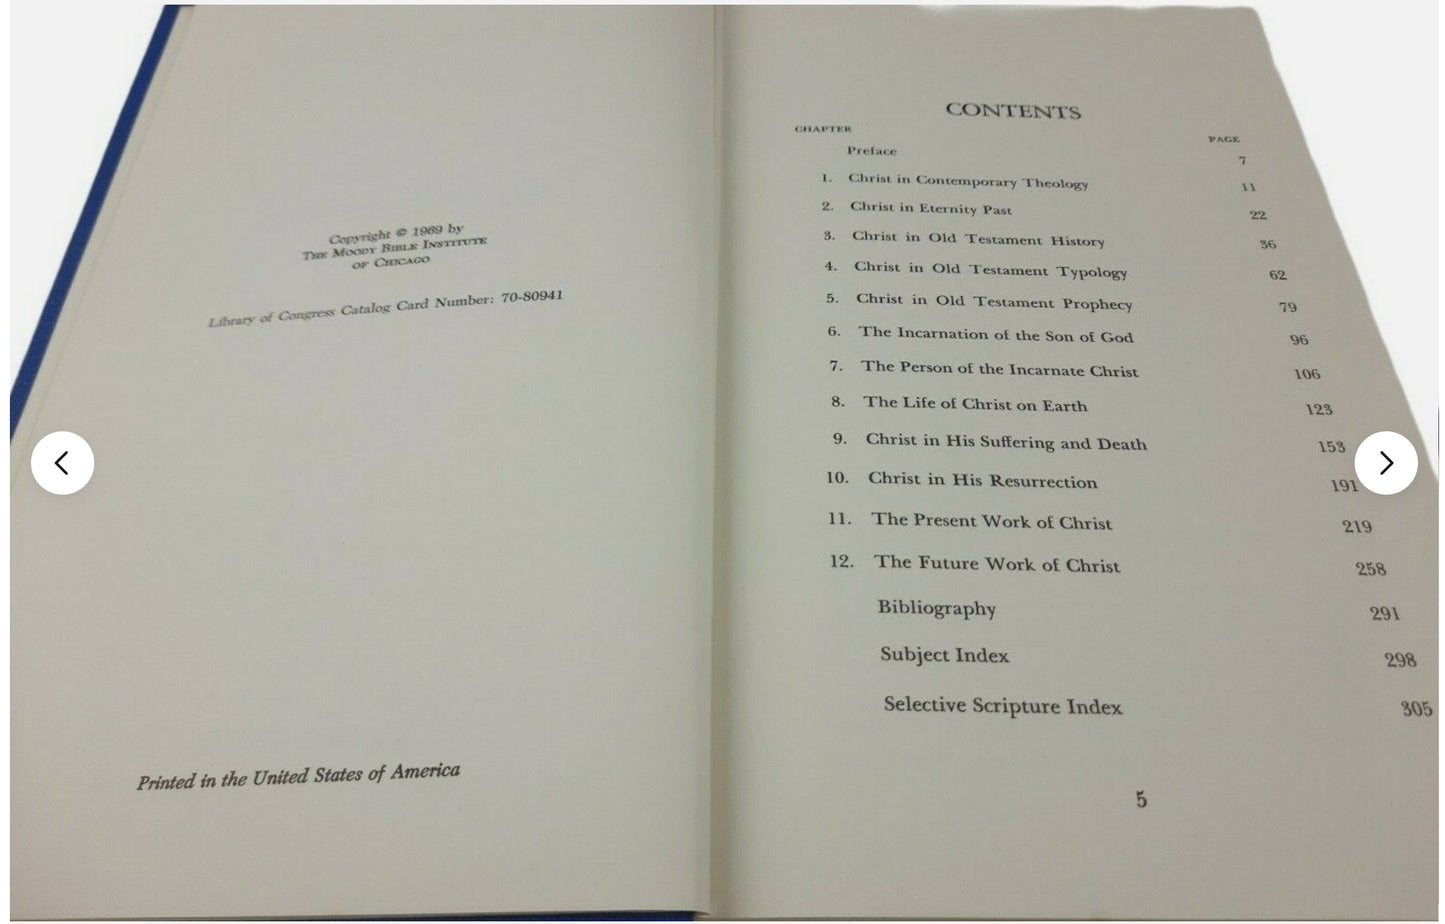 Copyright © 1969 by
THE MOODY BIBLE INSTITUTE
OF CHICAGO
Library of Congress Catalog Card Number: 70-80941
Printed in the United States of America
CONTENTS
CHAPTER PAGE
Preface 7
1. Christ in Contemporary Theology 11
2. Christ in Eternity Past 22
3. Christ in Old Testament History 36
4. Christ in Old Testament Typology 62
5. Christ in Old Testament Prophecy 79
6. The Incarnation of the Son of God 96
7. The Person of the Incarnate Christ 106
8. The Life of Christ on Earth 123
9. Christ in His Suffering and Death 153
10. Christ in His Resurrection 191
11. The Present Work of Christ 219
12. The Future Work of Christ 258
Bibliography 291
Subject Index 298
Selective Scripture Index 305
5